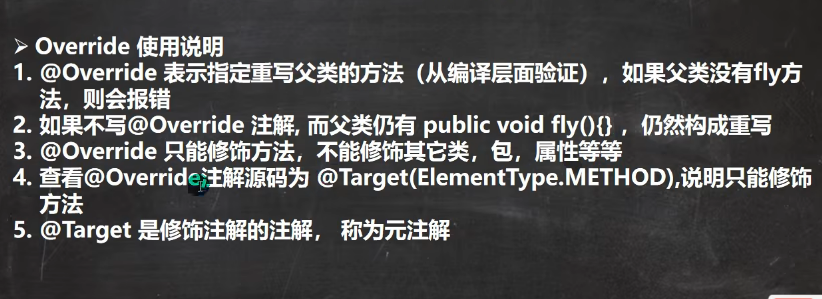 ➢ Override 使用说明
1. @Override 表示指定重写父类的方法（从编译层面验证），如果父类没有fly方
法，则会报错
2. 如果不写@Override 注解, 而父类仍有 public void fly(){} ，仍然构成重写
3. @Override 只能修饰方法，不能修饰其它类，包，属性等等
4. 查看@Override注解源码为 @Target(ElementType.METHOD),说明只能修饰
方法
5. @Target 是修饰注解的注解， 称为元注解